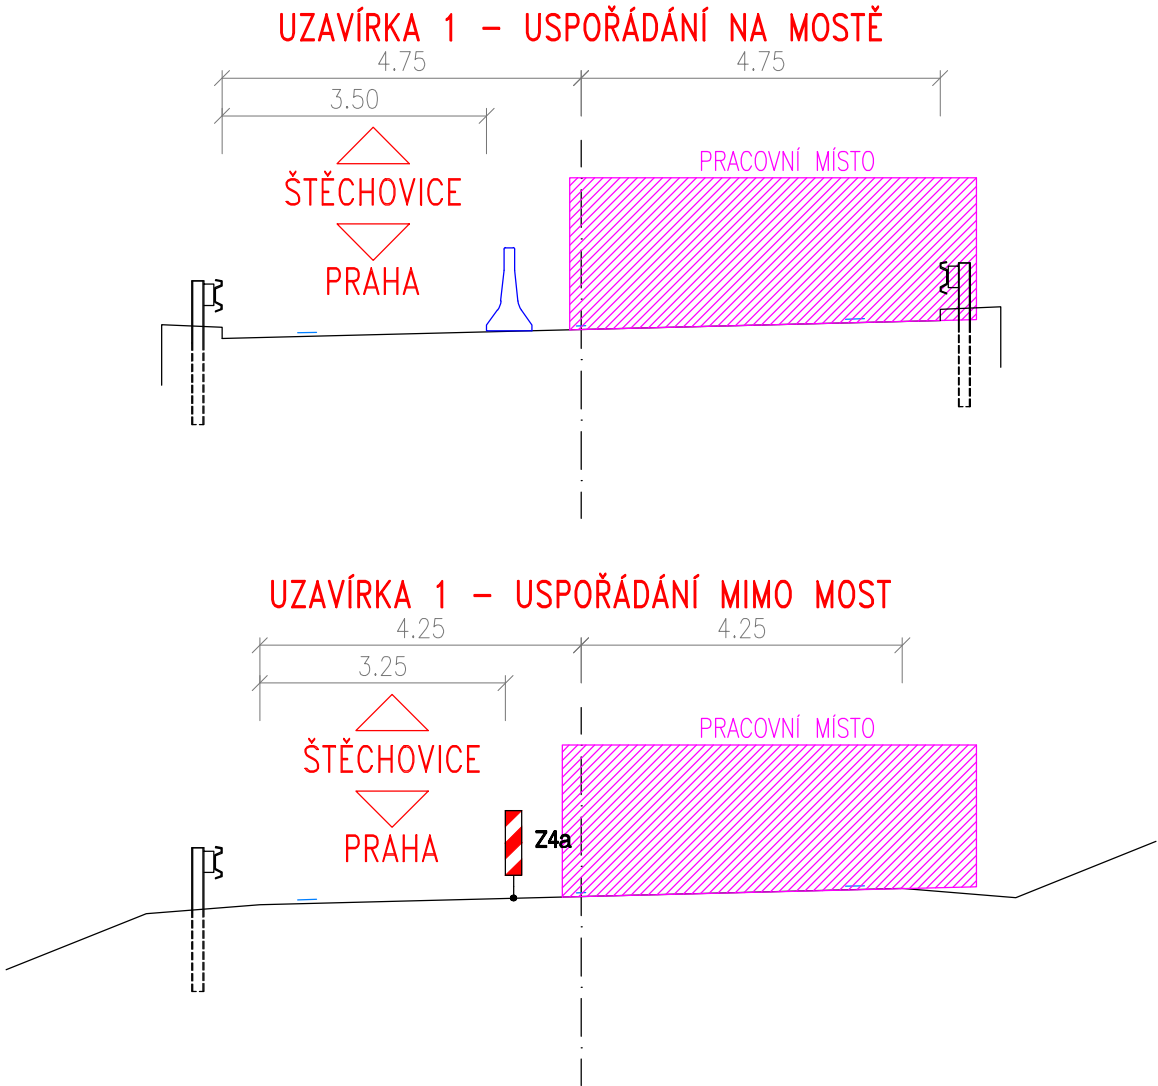 UZAVÍRKA 1 – USPOŘÁDÁNÍ NA MOSTĚ
4.75 4.75
3.50
PRACOVNÍ MÍSTO
ŠTĚCHOVICE
PRAHA
UZAVÍRKA 1 – USPOŘÁDÁNÍ MIMO MOST
4.25 4.25
3.25
PRACOVNÍ MÍSTO
ŠTĚCHOVICE
Z4a
PRAHA